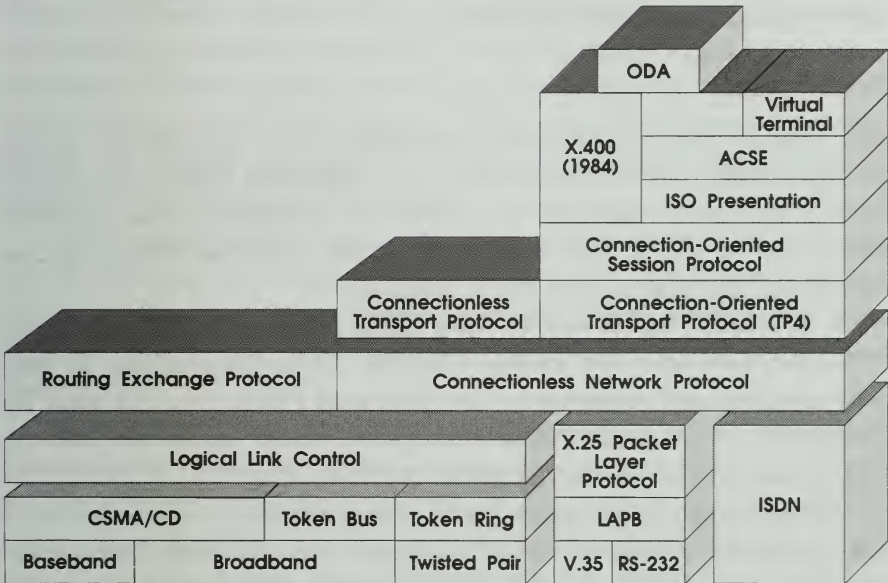 ODA
Virtual
Terminal
X.400
(1984)
ACSE
ISO Presentation
Connection-Oriented
Session Protocol
Connectionless
Transport Protocol
Connection-Oriented
Transport Protocol (TP4)
Routing Exchange Protocol
Connectionless Network Protocol
Logical Link Control
X.25 Packet
Layer
Protocol
ISDN
CSMA/CD
Token Bus
Token Ring
LAPB
Baseband
Broadband
Twisted Pair
V.35
RS-232